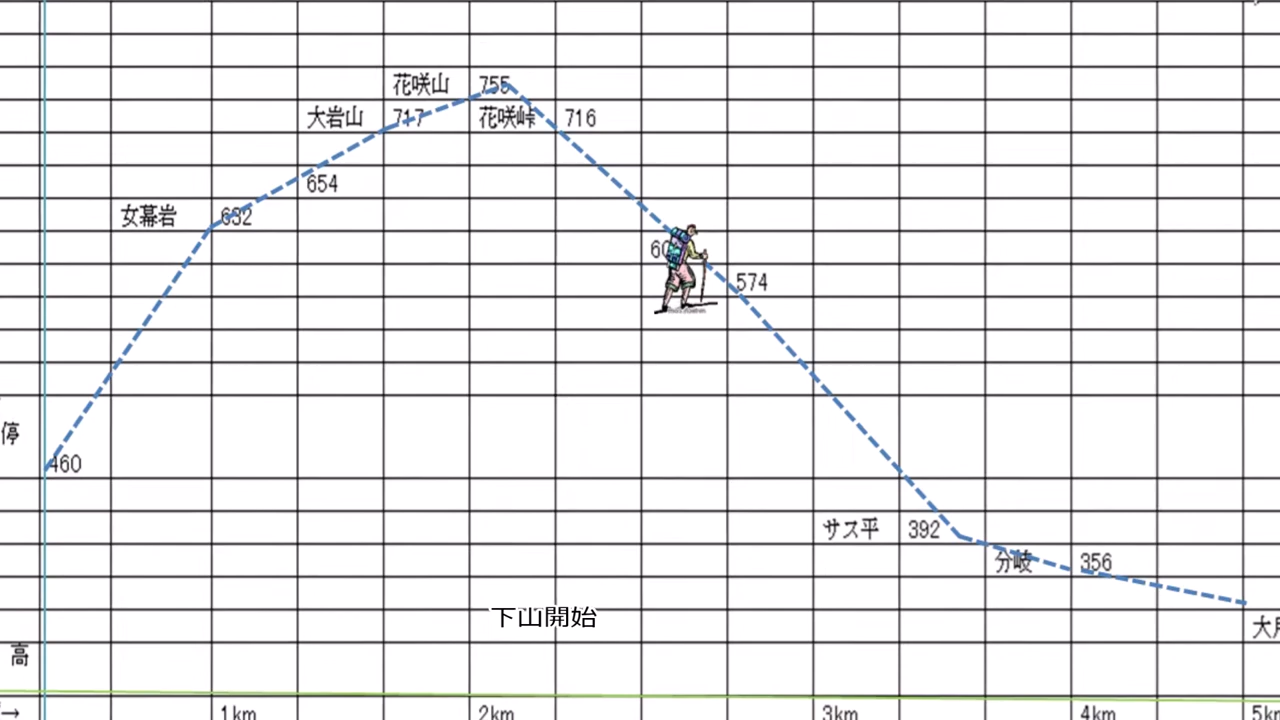 花咲山 755
大岩山 717 花咲峠 716
654
女幕岩 632
574
停
460
サス平 392
分岐 356
下山開始
高
→ 1km 2km 3km 4km